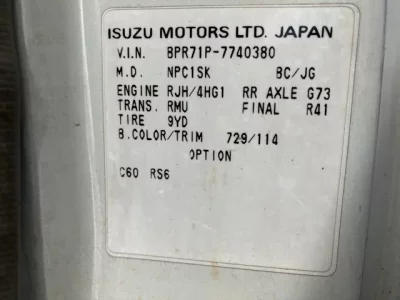 ISUZU MOTORS LTD. JAPAN
V.I.N. BPR71P-7740380
M.D. NPC1SK BC/JG
ENGINE RJH/4HG1 RR AXLE G73
TRANS. RMU FINAL R41
TIRE 9YD
B.COLOR/TRIM 729/114
OPTION
C60 RS6